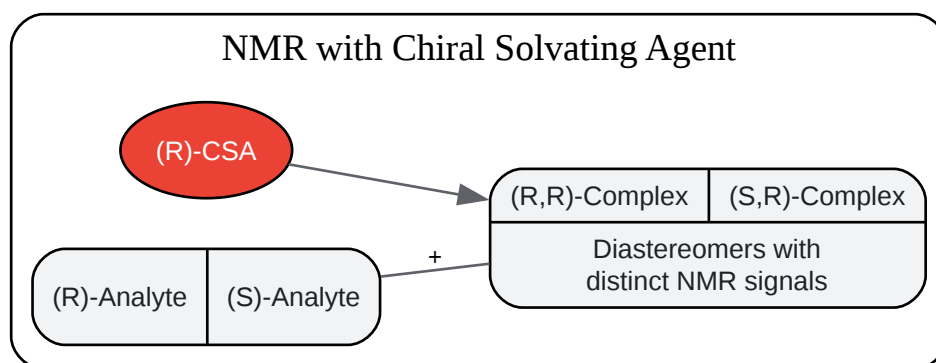 NMR with Chiral Solvating Agent
(R)-CSA
(R,R)-Complex
(S,R)-Complex
Diastereomers with
distinct NMR signals
+
(R)-Analyte
(S)-Analyte